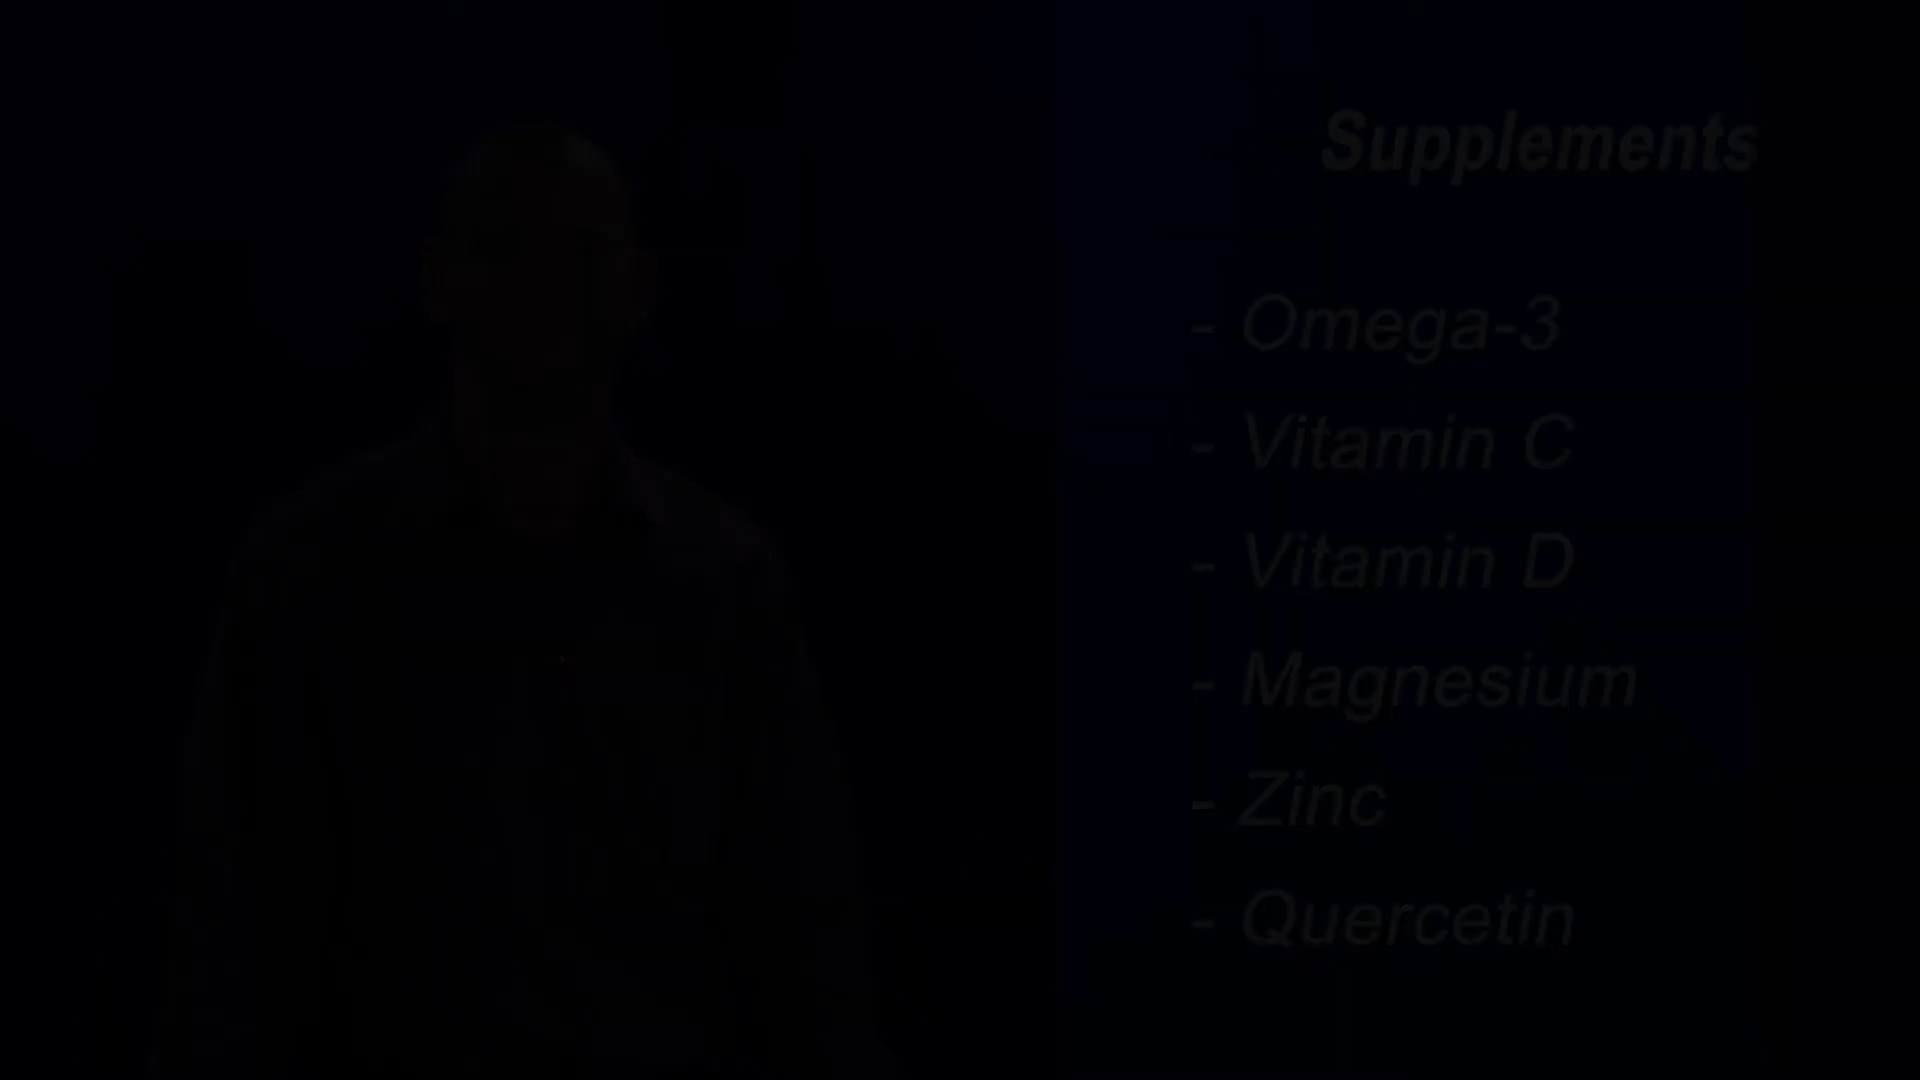 Supplements
- Omega-3
- Vitamin C
- Vitamin D
- Magnesium
- Zinc
- Quercetin